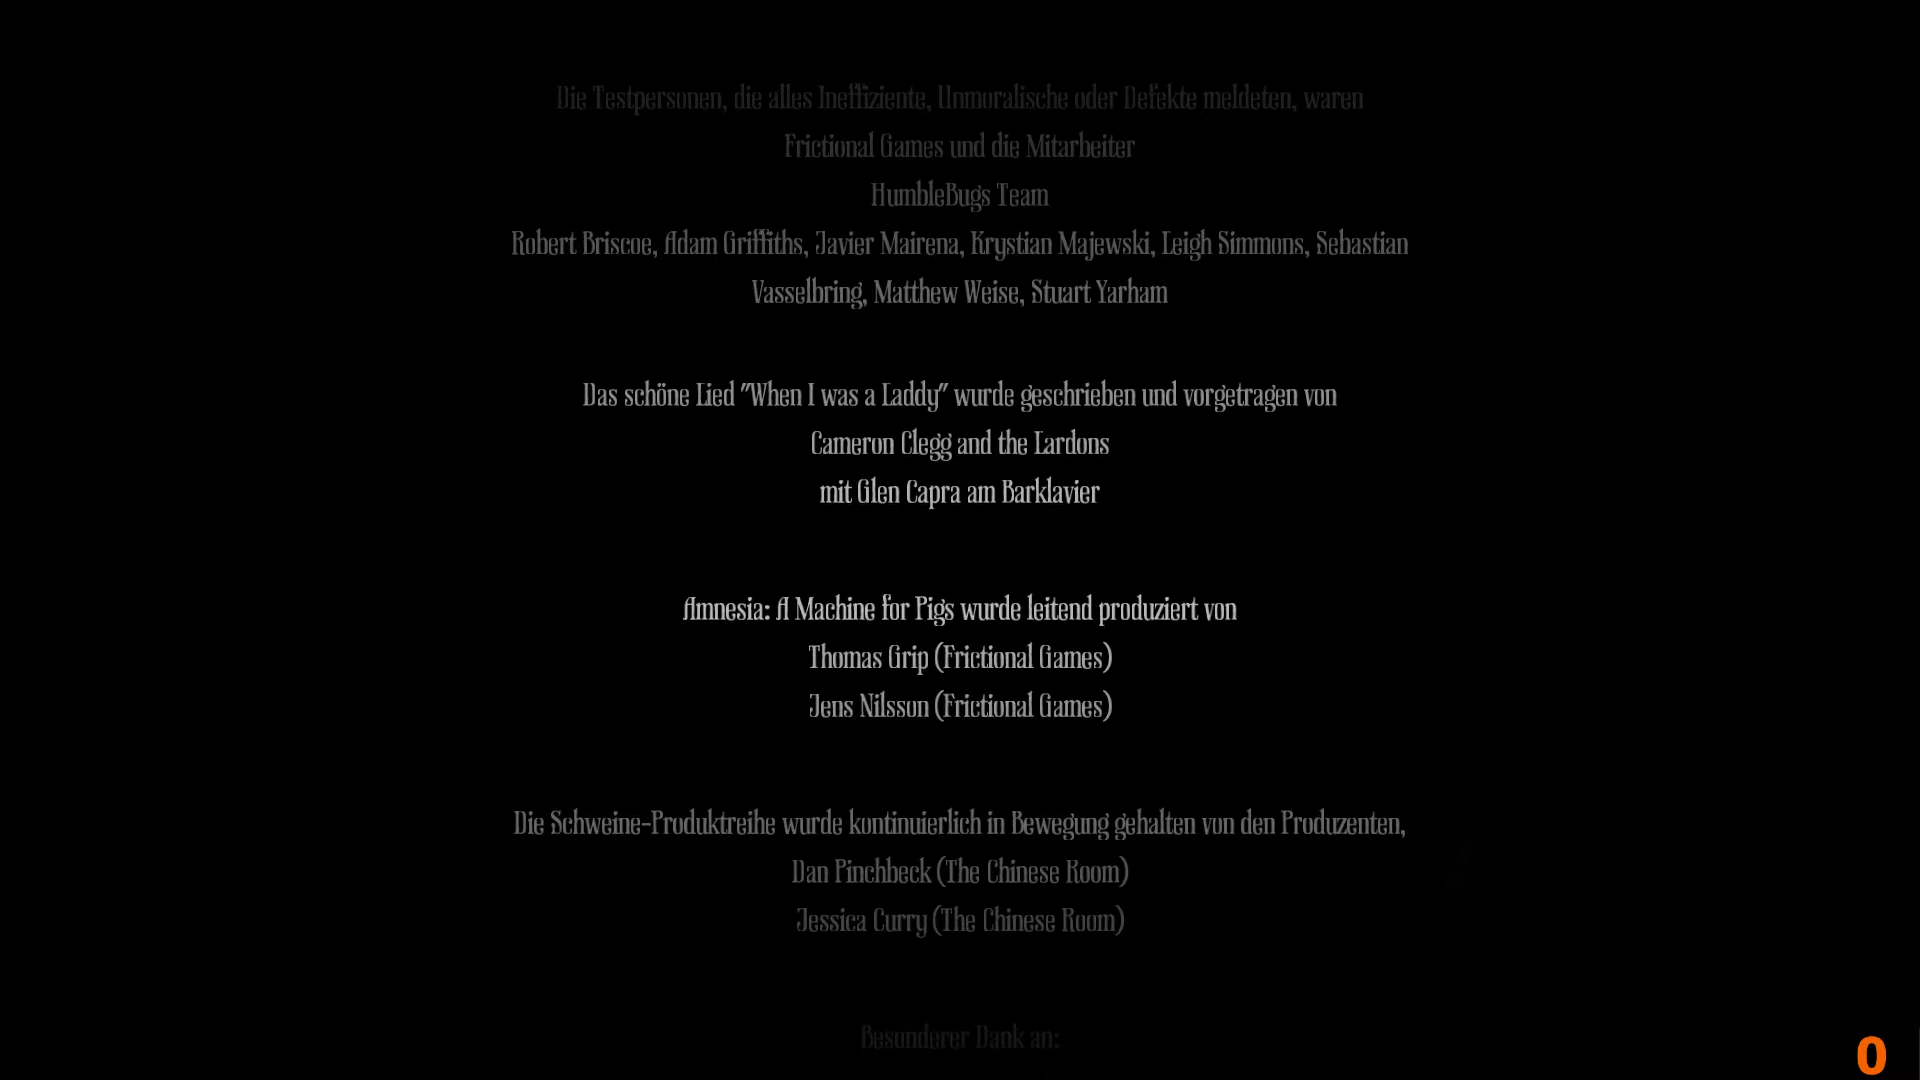 Die Testpersonen, die alles Ineffiziente, Unmoralische oder Defekte meldeten, waren
Frictional Games und die Mitarbeiter
HumbleBugs Team
Robert Briscoe, Adam Griffiths, Javier Mairena, Krystian Majewski, Leigh Simmons, Sebastian
Vasselbring, Matthew Weise, Stuart Yarham
Das schöne Lied "When I was a Laddy" wurde geschrieben und vorgetragen von
Cameron Clegg and the Lardons
mit Glen Capra am Barklavier
Amnesia: A Machine for Pigs wurde leitend produziert von
Thomas Grip (Frictional Games)
Jens Nilsson (Frictional Games)
Die Schweine-Produktreihe wurde kontinuierlich in Bewegung gehalten von den Produzenten,
Dan Pinchbeck (The Chinese Room)
Jessica Curry (The Chinese Room)
Besonderer Dank an:
0